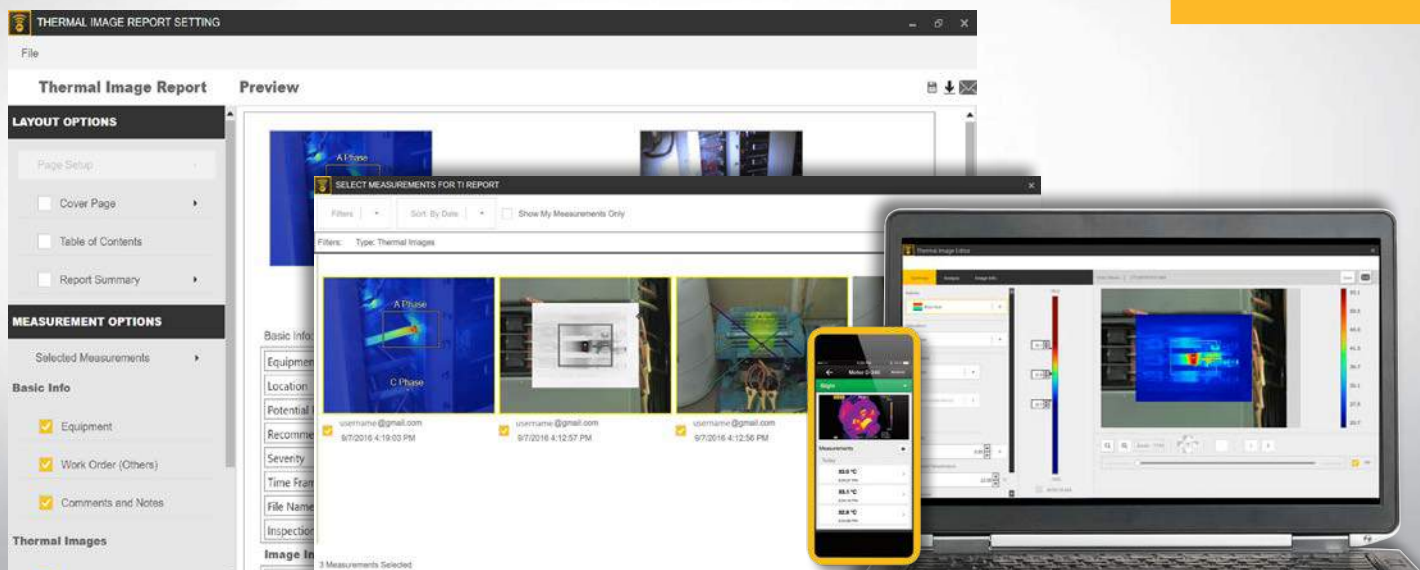 THERMAL IMAGE REPORT SETTING
File
Thermal Image Report
Preview
LAYOUT OPTIONS
Page Setup
Cover Page
Table of Contents
Report Summary
MEASUREMENT OPTIONS
Selected Measurements
Basic Info
Equipment
Work Order (Others)
Comments and Notes
Thermal Images
A Phase
Basic Info:
Equipmen
Location
Potential
Recomme
Severity
Time Fram
File Name
Inspection
Image In
SELECT MEASUREMENTS FOR TI REPORT
Filters
Sort: By Date
Show My Measurements Only
Filters: Type: Thermal Images
A Phase
C Phase
username@gmail.com
9/7/2016 4:19:03 PM
username@gmail.com
9/7/2016 4:12:57 PM
username@gmail.com
9/7/2016 4:12:56 PM
3 Measurements Selected
Measurements
Today
Thermal Image Editor
Analysis
Image Info